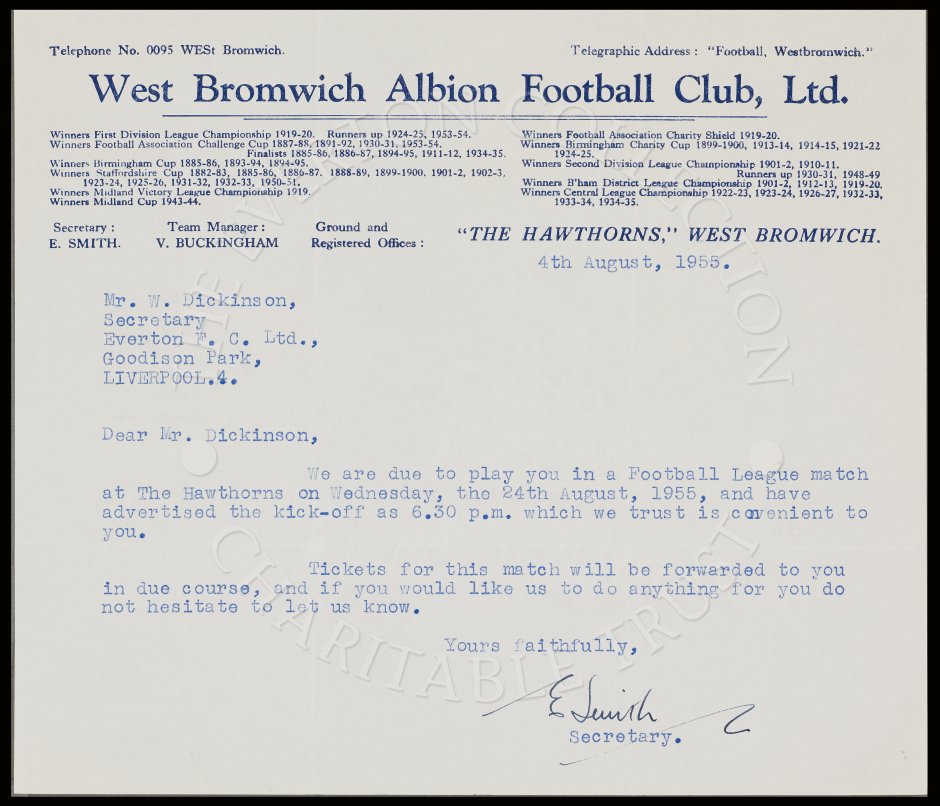 Telephone No. 0095 WESt Bromwich.
Telegraphic Address: "Football, Westbromwich."
West Bromwich Albion Football Club, Ltd.
Winners First Division League Championship 1919-20. Runners up 1924-25, 1953-54.
Winners Football Association Challenge Cup 1887-88, 1891-92, 1930-31, 1953-54.
Finalists 1885-86, 1886-87, 1894-95, 1911-12, 1934-35.
Winners Birmingham Cup 1885-86, 1893-94, 1894-95.
Winners Staffordshire Cup 1882-83, 1885-86, 1886-87. 1888-89, 1899-1900, 1901-2, 1902-3,
1923-24, 1925-26, 1931-32, 1932-33, 1950-51.
Winners Midland Victory League Championship 1919.
Winners Midland Cup 1943-44.
Winners Football Association Charity Shield 1919-20.
Winners Birmingham Charity Cup 1899-1900, 1913-14, 1914-15, 1921-22
1924-25.
Winners Second Division League Championship 1901-2, 1910-11.
Runners up 1930-31, 1948-49
Winners B'ham District League Championship 1901-2, 1912-13, 1919-20.
Winners Central League Championship 1922-23, 1923-24, 1926-27, 1932-33,
1933-34, 1934-35.
Secretary:
E. SMITH.
Team Manager:
V. BUCKINGHAM
Ground and
Registered Offices:
"THE HAWTHORNS," WEST BROMWICH.
4th August, 1955.
Mr. W. Dickinson,
Secretary
Everton F. C. Ltd.,
Goodison Park,
LIVERPOOL.4.
Dear Mr. Dickinson,
We are due to play you in a Football League match
at The Hawthorns on Wednesday, the 24th August, 1955, and have
advertised the kick-off as 6.30 p.m. which we trust is convenient to
you.
Tickets for this match will be forwarded to you
in due course, and if you would like us to do anything for you do
not hesitate to let us know.
Yours faithfully,
E Smith
Secretary.
THE EVERTON COLLECTION
CHARITABLE TRUST